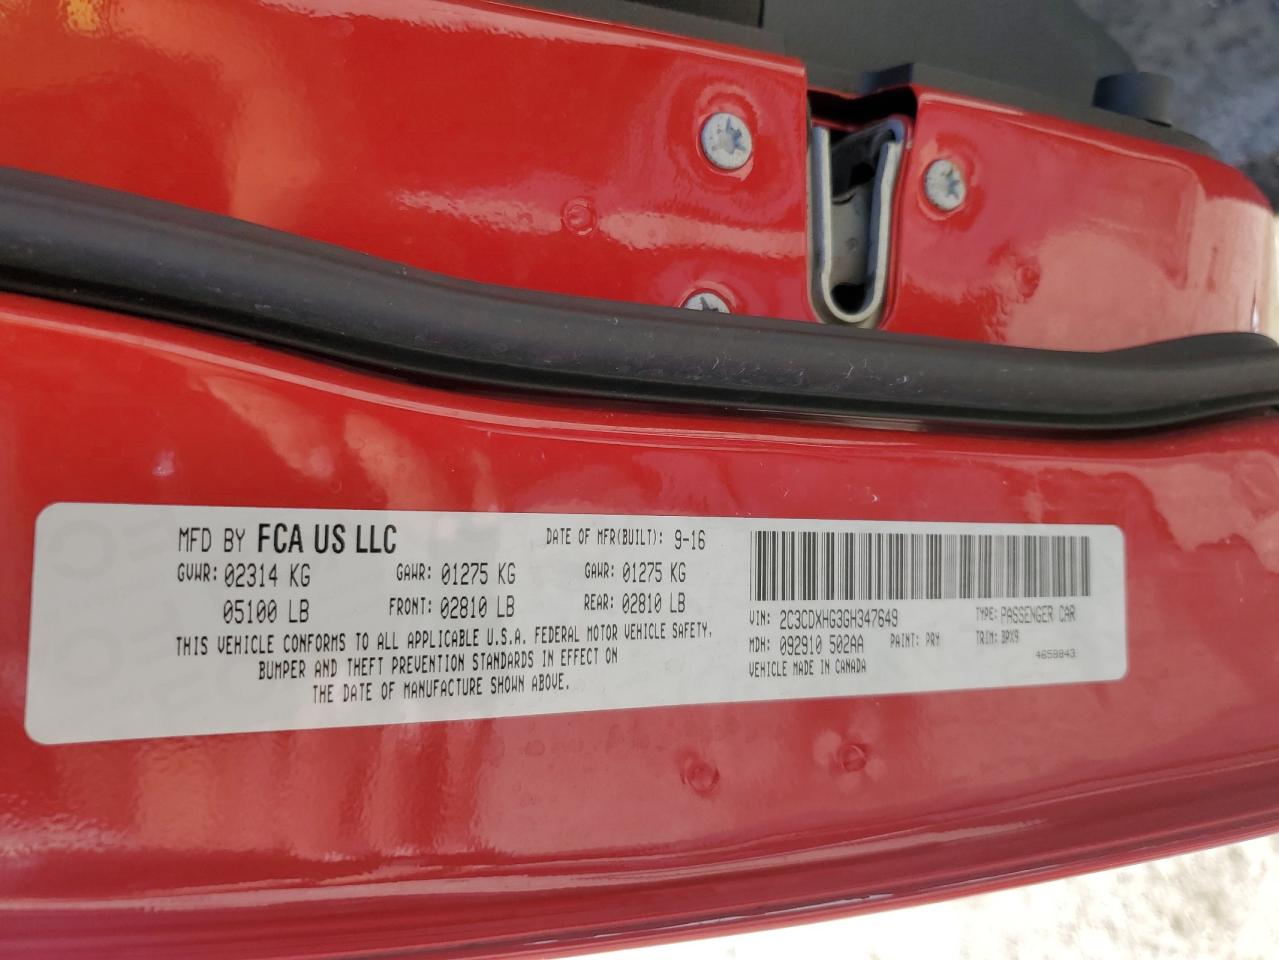 MFD BY FCA US LLC DATE OF MFR(BUILT): 9-16
GVWR: 02314 KG GAWR: 01275 KG GAWR: 01275 KG
05100 LB FRONT: 02810 LB REAR: 02810 LB
THIS VEHICLE CONFORMS TO ALL APPLICABLE U.S.A. FEDERAL MOTOR VEHICLE SAFETY,
BUMPER AND THEFT PREVENTION STANDARDS IN EFFECT ON
THE DATE OF MANUFACTURE SHOWN ABOVE.
VIN: 2C3CDXHG3GH347649 TYPE: PASSENGER CAR
MDH: 092910 502AA PAINT: PRY TRIM: BPX9
VEHICLE MADE IN CANADA 4658843